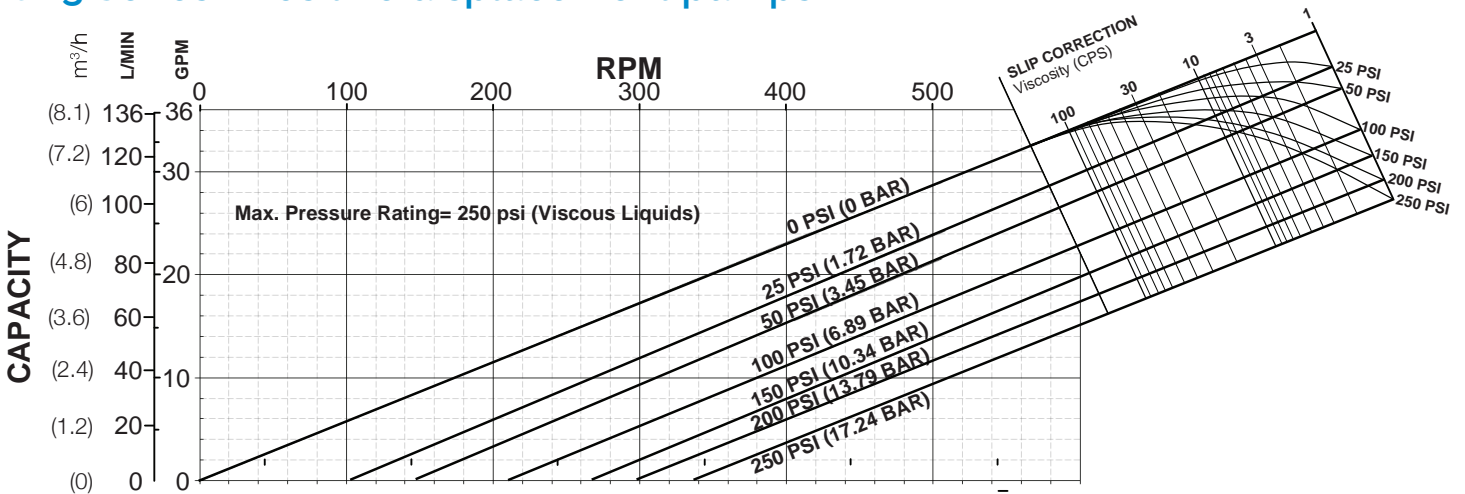 SLIP CORRECTION
Viscosity (CPS)
100 30 10 3 1
m³/h L/MIN GPM
RPM
0 100 200 300 400 500
(8.1) 136 36
(7.2) 120
30
(6) 100
(4.8) 80
20
(3.6) 60
(2.4) 40
10
(1.2) 20
(0) 0 0
CAPACITY
Max. Pressure Rating= 250 psi (Viscous Liquids)
0 PSI (0 BAR)
25 PSI (1.72 BAR)
50 PSI (3.45 BAR)
100 PSI (6.89 BAR)
150 PSI (10.34 BAR)
200 PSI (13.79 BAR)
250 PSI (17.24 BAR)
25 PSI
50 PSI
100 PSI
150 PSI
200 PSI
250 PSI